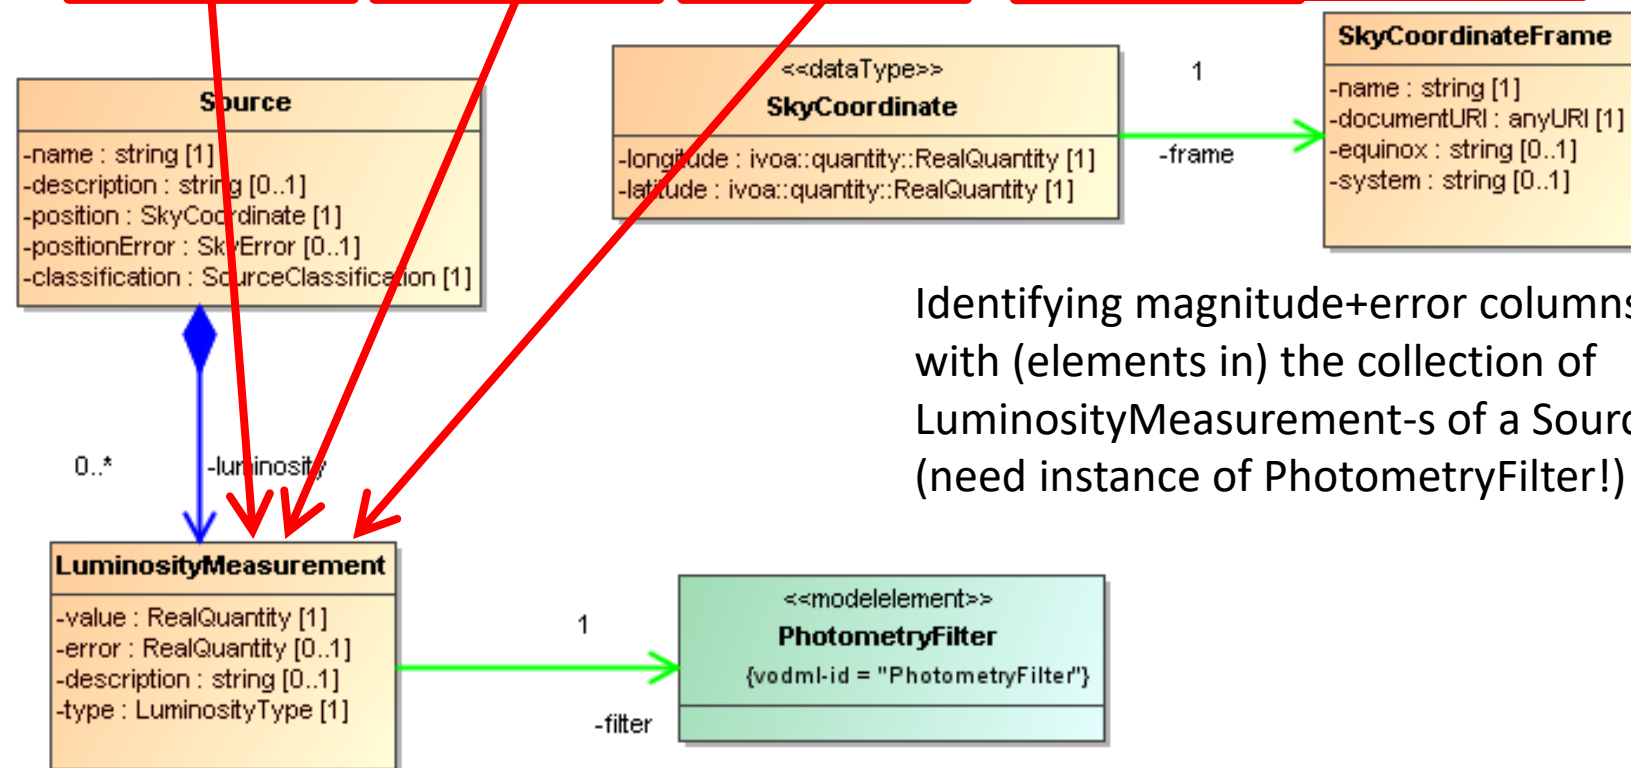 Source
-name : string [1]
-description : string [0..1]
-position : SkyCoordinate [1]
-positionError : SkyError [0..1]
-classification : SourceClassification [1]
<<dataType>>
SkyCoordinate
-longitude : ivoa::quantity::RealQuantity [1]
-latitude : ivoa::quantity::RealQuantity [1]
1
-frame
SkyCoordinateFrame
-name : string [1]
-documentURI : anyURI [1]
-equinox : string [0..1]
-system : string [0..1]
Identifying magnitude+error columns
with (elements in) the collection of
LuminosityMeasurement-s of a Sourc
(need instance of PhotometryFilter!)
0..*
-luminosity
LuminosityMeasurement
-value : RealQuantity [1]
-error : RealQuantity [0..1]
-description : string [0..1]
-type : LuminosityType [1]
1
-filter
<<modelelement>>
PhotometryFilter
{vodml-id = "PhotometryFilter"}